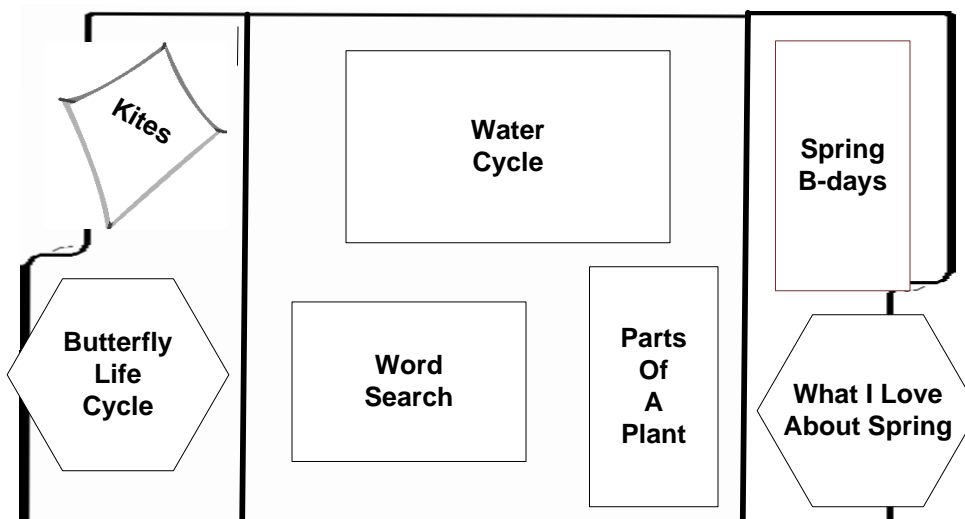 Kites
Water
Cycle
Spring
B-days
Butterfly
Life
Cycle
Word
Search
Parts
Of
A
Plant
What I Love
About Spring